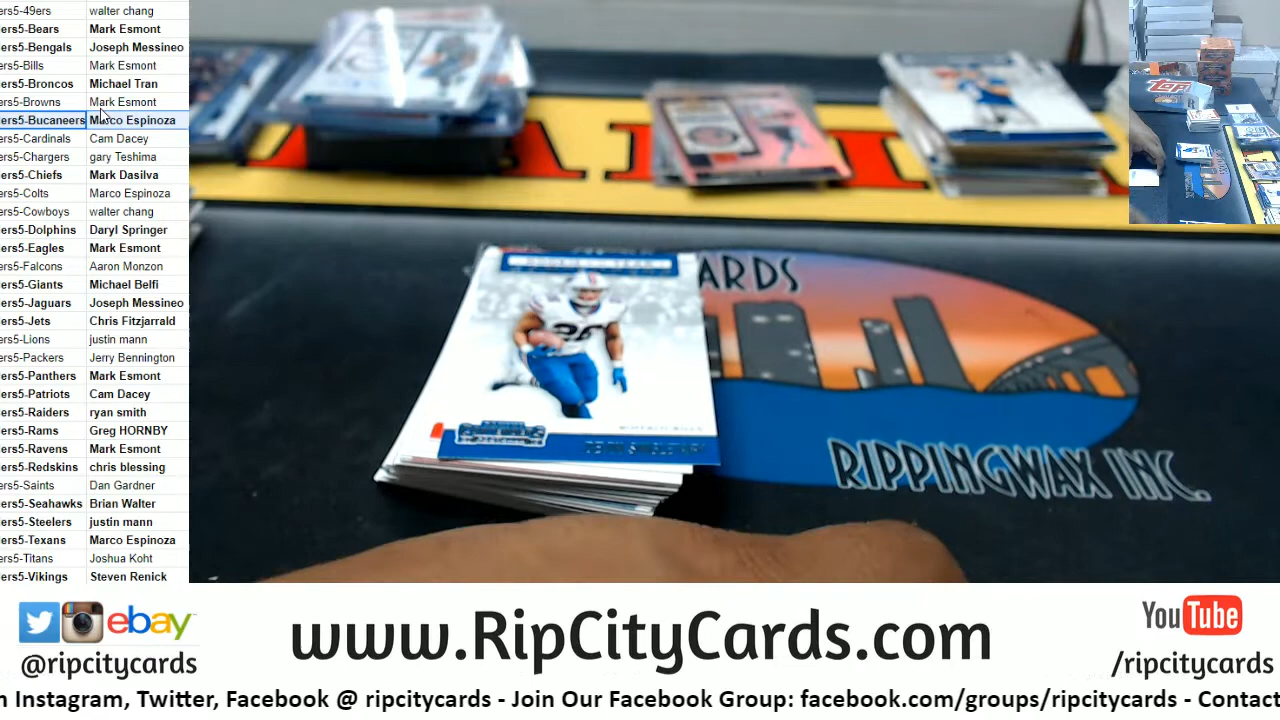 ers5-49ers walter chang
ers5-Bears Mark Esmont
ers5-Bengals Joseph Messineo
ers5-Bills Mark Esmont
ers5-Broncos Michael Tran
ers5-Browns Mark Esmont
ers5-Bucaneers Marco Espinoza
ers5-Cardinals Cam Dacey
ers5-Chargers gary Teshima
ers5-Chiefs Mark Dasilva
ers5-Colts Marco Espinoza
ers5-Cowboys walter chang
ers5-Dolphins Daryl Springer
ers5-Eagles Mark Esmont
ers5-Falcons Aaron Monzon
ers5-Giants Michael Belfi
ers5-Jaguars Joseph Messineo
ers5-Jets Chris Fitzjarrald
ers5-Lions justin mann
ers5-Packers Jerry Bennington
ers5-Panthers Mark Esmont
ers5-Patriots Cam Dacey
ers5-Raiders ryan smith
ers5-Rams Greg HORNBY
ers5-Ravens Mark Esmont
ers5-Redskins chris blessing
ers5-Saints Dan Gardner
ers5-Seahawks Brian Walter
ers5-Steelers justin mann
ers5-Texans Marco Espinoza
ers5-Titans Joshua Koht
ers5-Vikings Steven Renick
TOPPS
ARDS
RIPPINGWAX INC.
ebay
@ripcitycards
www.RipCityCards.com
YouTube
/ripcitycards
n Instagram, Twitter, Facebook @ ripcitycards - Join Our Facebook Group: facebook.com/groups/ripcitycards - Contact